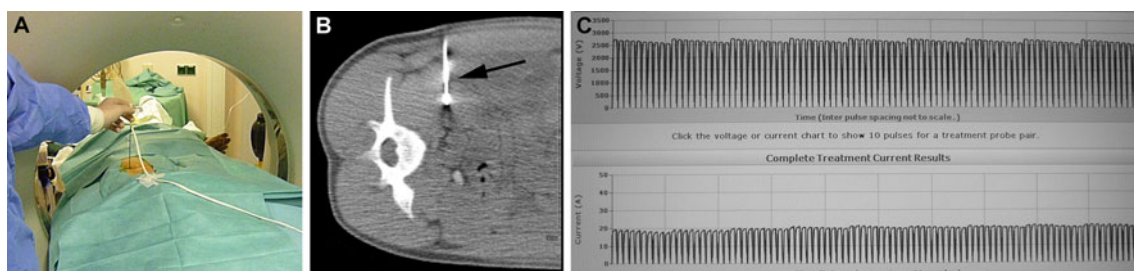 A
B
C
Voltage (V)
3500
3000
2500
2000
1500
1000
500
0
Time (Inter pulse spacing not to scale.)
Click the voltage or current chart to show 10 pulses for a treatment probe pair.
Complete Treatment Current Results
Current (A)
50
40
30
20
10
0